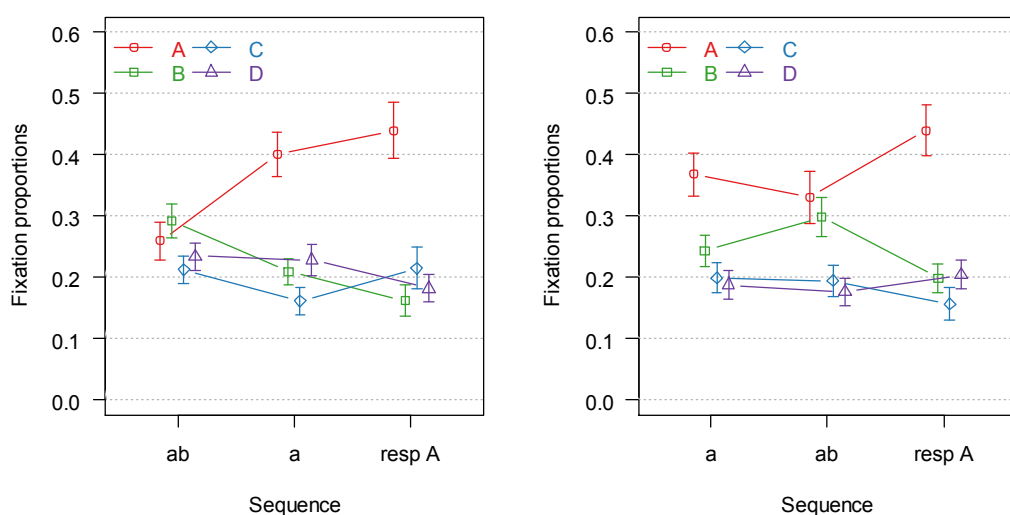 Fixation proportions
0.6
0.5
0.4
0.3
0.2
0.1
0.0
A C
B D
ab a resp A
Sequence
Fixation proportions
0.6
0.5
0.4
0.3
0.2
0.1
0.0
A C
B D
a ab resp A
Sequence